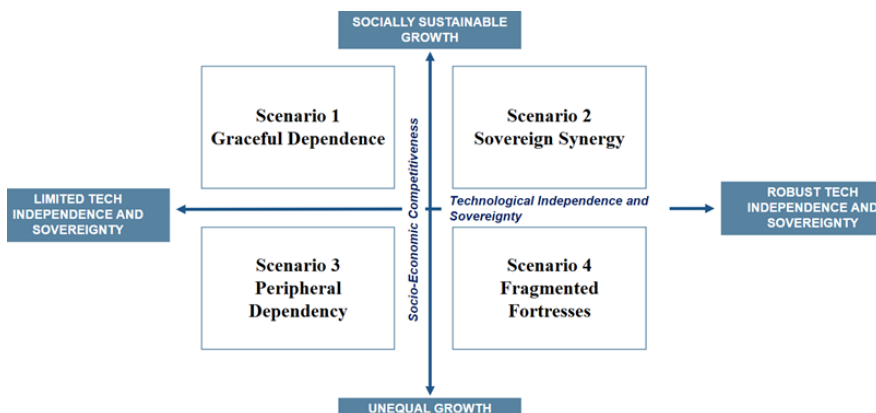 SOCIALLY SUSTAINABLE
GROWTH
Scenario 1
Graceful Dependence
Scenario 2
Sovereign Synergy
Socio-Economic Competitiveness
LIMITED TECH
INDEPENDENCE AND
SOVEREIGNTY
Technological Independence and
Sovereignty
ROBUST TECH
INDEPENDENCE AND
SOVEREIGNTY
Scenario 3
Peripheral
Dependency
Scenario 4
Fragmented
Fortresses
UNEQUAL GROWTH